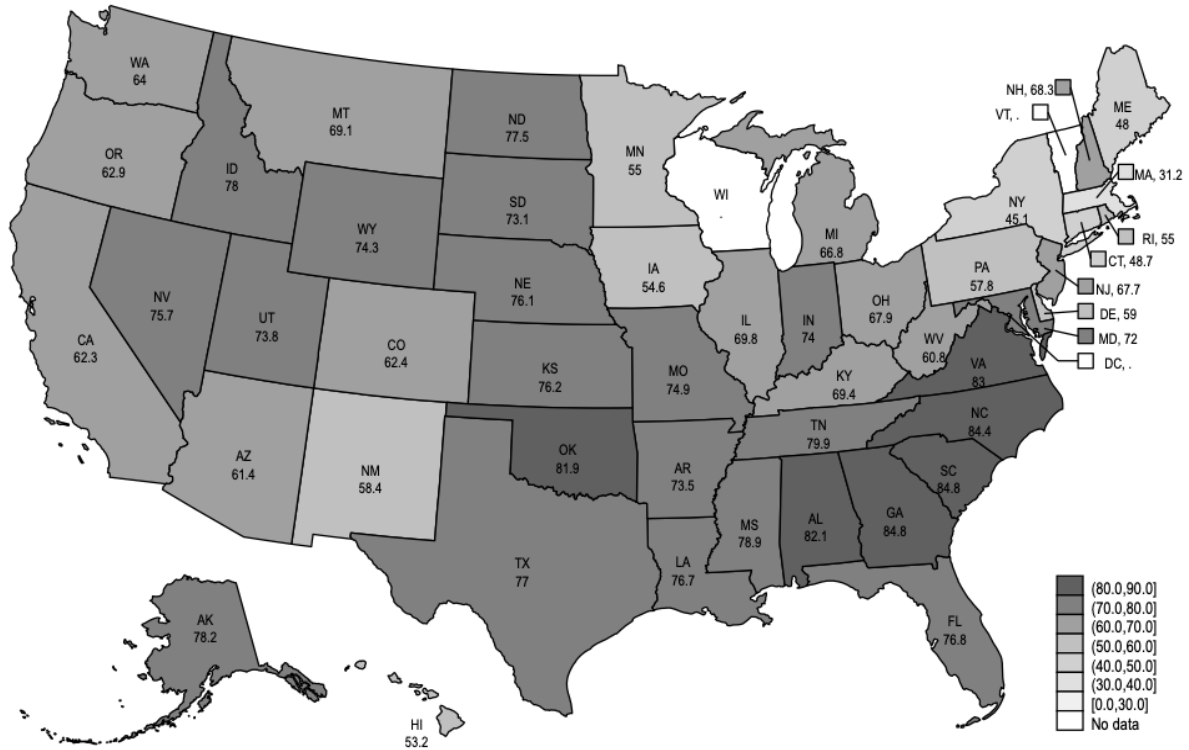 WA
64
OR
62.9
CA
62.3
ID
78
NV
75.7
MT
69.1
WY
74.3
UT
73.8
AZ
61.4
CO
62.4
NM
58.4
ND
77.5
SD
73.1
NE
76.1
KS
76.2
OK
81.9
TX
77
MN
55
IA
54.6
MO
74.9
AR
73.5
LA
76.7
WI
.
IL
69.8
MI
66.8
IN
74
OH
67.9
KY
69.4
TN
79.9
MS
78.9
AL
82.1
GA
84.8
FL
76.8
SC
84.8
NC
84.4
VA
83
WV
60.8
PA
57.8
NY
45.1
ME
48
NH, 68.3
VT, .
MA, 31.2
RI, 55
CT, 48.7
NJ, 67.7
DE, 59
MD, 72
DC, .
AK
78.2
HI
53.2
(80.0,90.0]
(70.0,80.0]
(60.0,70.0]
(50.0,60.0]
(40.0,50.0]
(30.0,40.0]
[0.0,30.0]
No data